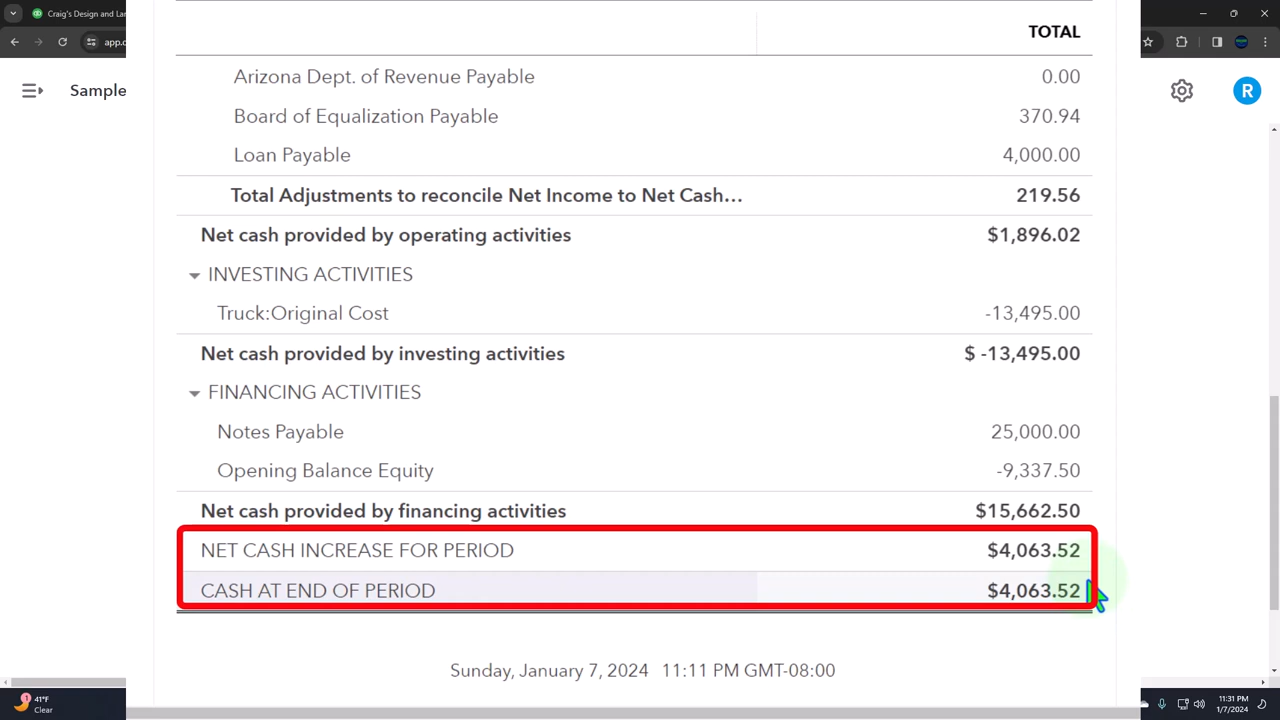 Craig's Design and La
app.
Sample
R
TOTAL
Arizona Dept. of Revenue Payable 0.00
Board of Equalization Payable 370.94
Loan Payable 4,000.00
Total Adjustments to reconcile Net Income to Net Cash… 219.56
Net cash provided by operating activities $1,896.02
INVESTING ACTIVITIES
Truck:Original Cost -13,495.00
Net cash provided by investing activities $ -13,495.00
FINANCING ACTIVITIES
Notes Payable 25,000.00
Opening Balance Equity -9,337.50
Net cash provided by financing activities $15,662.50
NET CASH INCREASE FOR PERIOD $4,063.52
CASH AT END OF PERIOD $4,063.52
Sunday, January 7, 2024 11:11 PM GMT-08:00
1
41°F
Clear
11:31 PM
1/7/2024